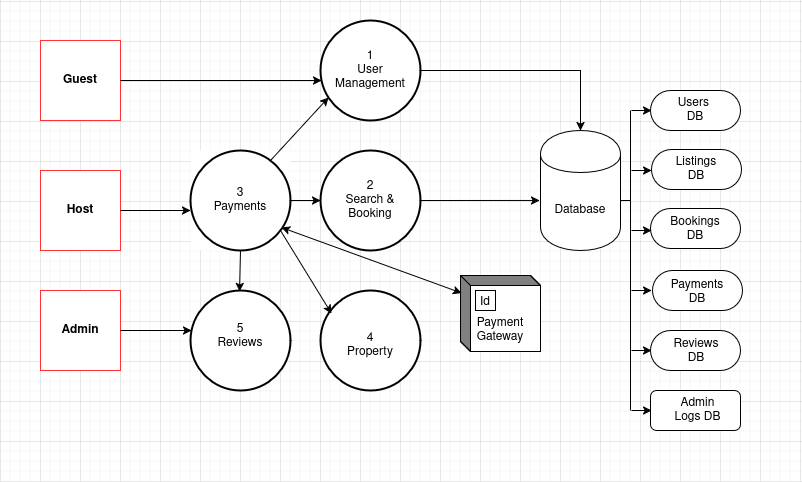 Guest
1
User
Management
Users
DB
Listings
DB
Host
3
Payments
2
Search &
Booking
Database
Bookings
DB
Payments
DB
Id
Payment
Gateway
Admin
5
Reviews
4
Property
Reviews
DB
Admin
Logs DB